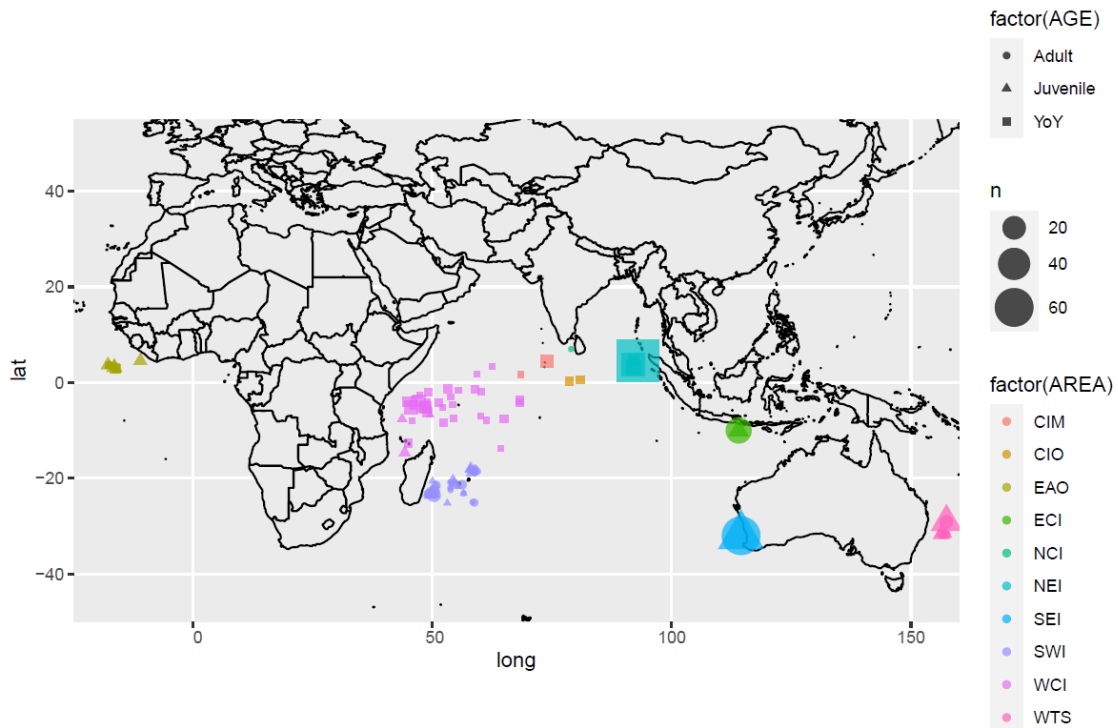 factor(AGE)
Adult
Juvenile
YoY
n
20
40
60
factor(AREA)
CIM
CIO
EAO
ECI
NCI
NEI
SEI
SWI
WCI
WTS
lat
40
20
0
−20
−40
0
50
100
150
long